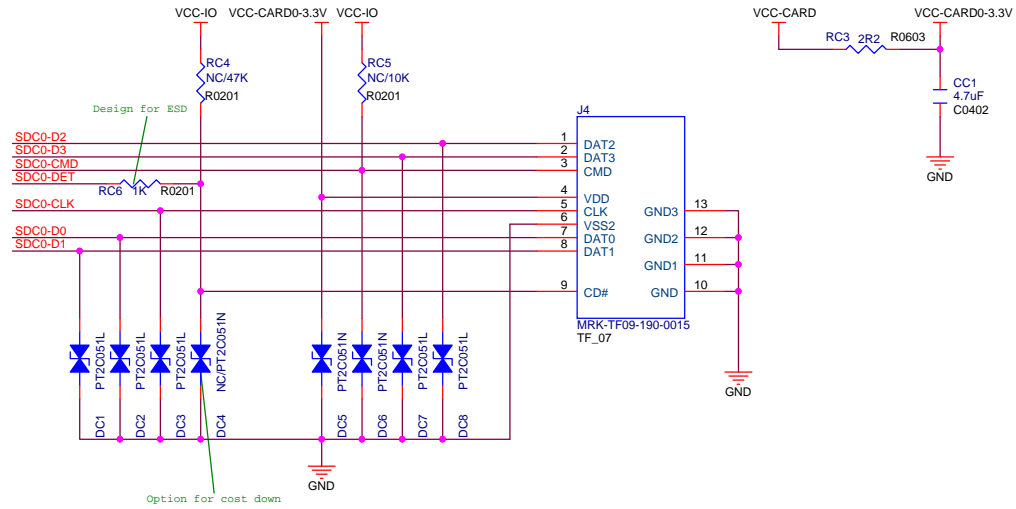 VCC-IO VCC-CARD0-3.3V VCC-IO
VCC-CARD VCC-CARD0-3.3V
RC3 2R2 R0603
RC4
NC/47K
R0201
RC5
NC/10K
R0201
CC1
4.7uF
C0402
GND
Design for ESD
J4
SDC0-D2
SDC0-D3
SDC0-CMD
SDC0-DET
RC6 1K R0201
SDC0-CLK
SDC0-D0
SDC0-D1
1 DAT2
2 DAT3
3 CMD
4 VDD
5 CLK
6 VSS2
7 DAT0
8 DAT1
9 CD#
GND3 13
GND2 12
GND1 11
GND 10
MRK-TF09-190-0015
TF_07
GND
DC1 PT2C051L
DC2 PT2C051L
DC3 PT2C051L
DC4 NC/PT2C051N
DC5 PT2C051N
DC6 PT2C051N
DC7 PT2C051L
DC8 PT2C051L
GND
Option for cost down